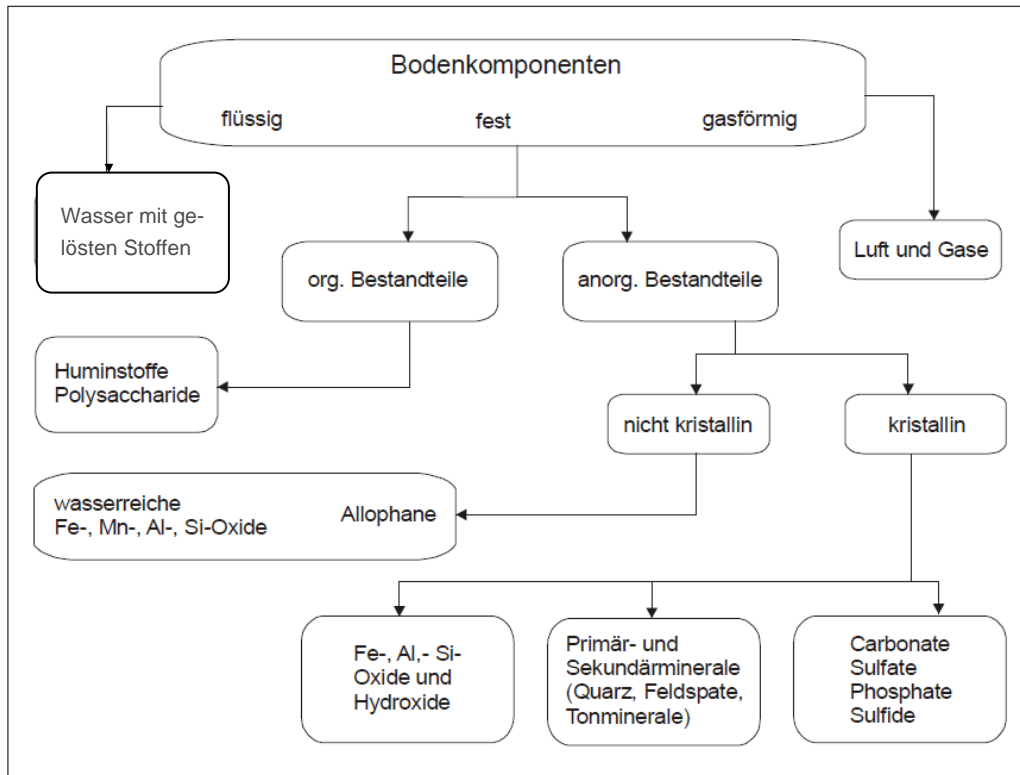 Bodenkomponenten
flüssig fest gasförmig
Wasser mit ge-
lösten Stoffen
Luft und Gase
org. Bestandteile
anorg. Bestandteile
Huminstoffe
Polysaccharide
nicht kristallin
kristallin
wasserreiche
Fe-, Mn-, Al-, Si-Oxide
Allophane
Fe-, Al,- Si-
Oxide und
Hydroxide
Primär- und
Sekundärminerale
(Quarz, Feldspate,
Tonminerale)
Carbonate
Sulfate
Phosphate
Sulfide